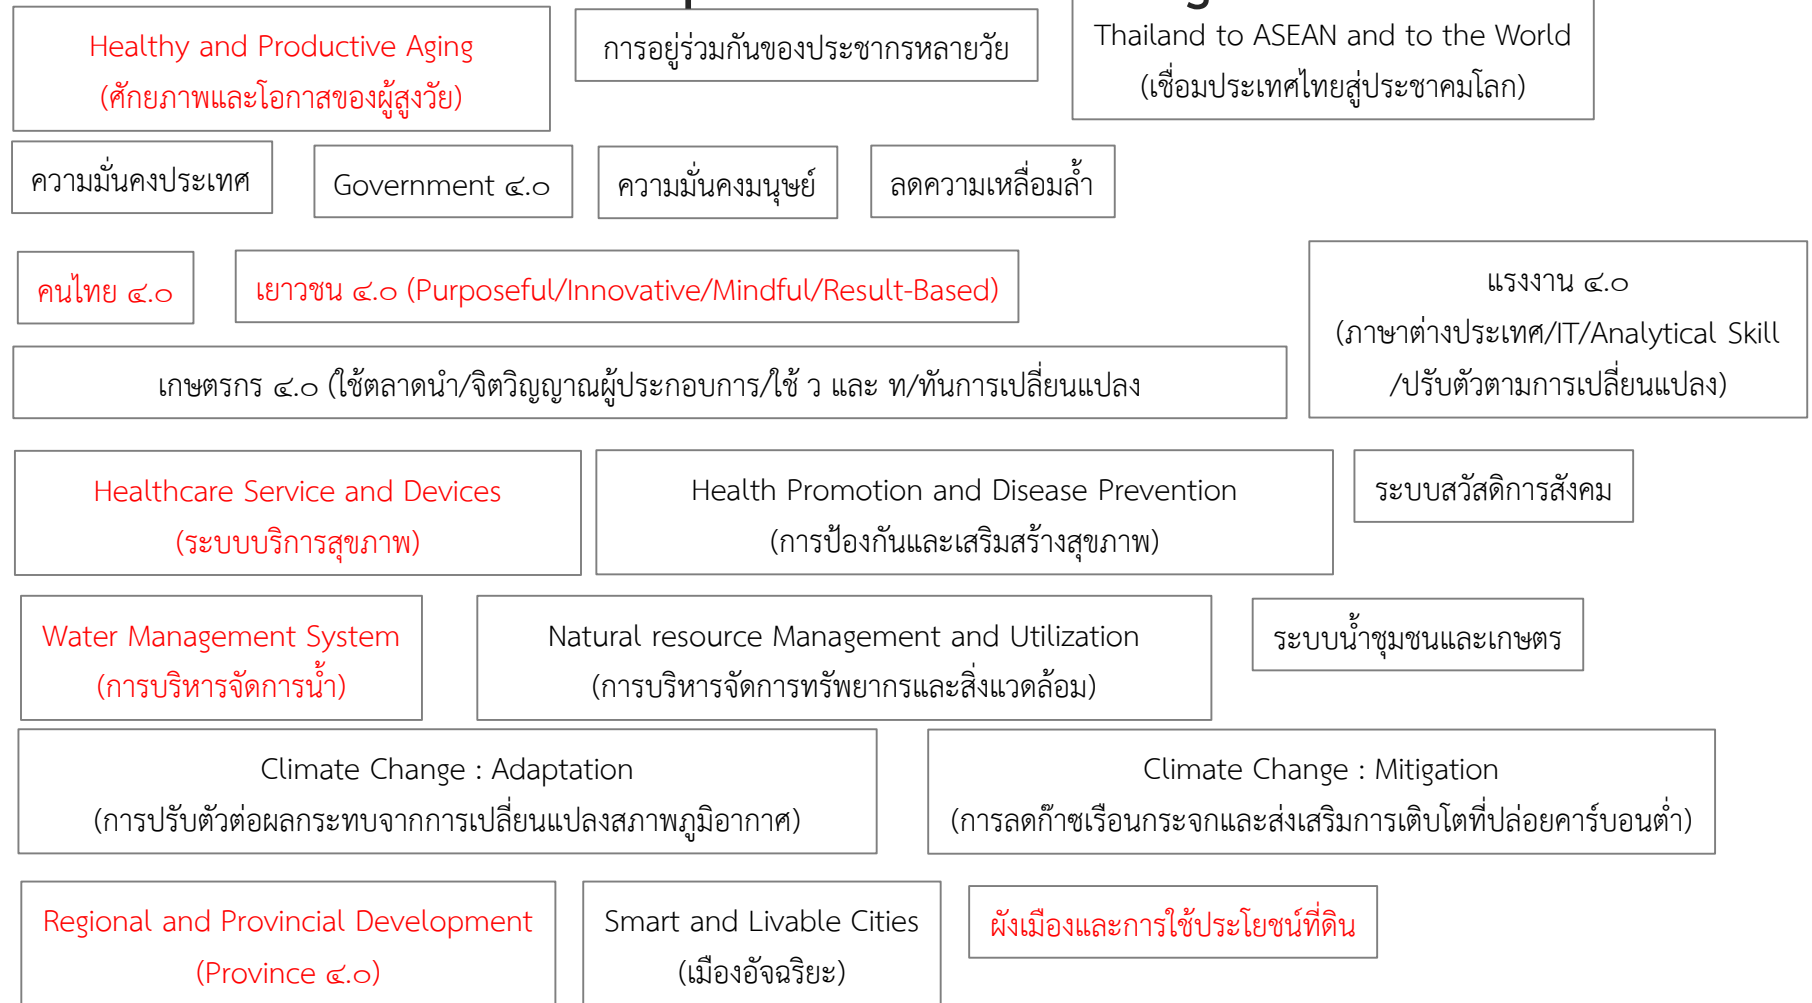 Healthy and Productive Aging
(ศักยภาพและโอกาสของผู้สูงวัย)
การอยู่ร่วมกันของประชากรหลายวัย
Thailand to ASEAN and to the World
(เชื่อมประเทศไทยสู่ประชาคมโลก)
ความมั่นคงประเทศ
Government ๔.๐
ความมั่นคงมนุษย์
ลดความเหลื่อมล้ำ
คนไทย ๔.๐
เยาวชน ๔.๐ (Purposeful/Innovative/Mindful/Result-Based)
แรงงาน ๔.๐
(ภาษาต่างประเทศ/IT/Analytical Skill
/ปรับตัวตามการเปลี่ยนแปลง)
เกษตรกร ๔.๐ (ใช้ตลาดนำ/จิตวิญญาณผู้ประกอบการ/ใช้ ว และ ท/ทันการเปลี่ยนแปลง
Healthcare Service and Devices
(ระบบบริการสุขภาพ)
Health Promotion and Disease Prevention
(การป้องกันและเสริมสร้างสุขภาพ)
ระบบสวัสดิการสังคม
Water Management System
(การบริหารจัดการน้ำ)
Natural resource Management and Utilization
(การบริหารจัดการทรัพยากรและสิ่งแวดล้อม)
ระบบน้ำชุมชนและเกษตร
Climate Change : Adaptation
(การปรับตัวต่อผลกระทบจากการเปลี่ยนแปลงสภาพภูมิอากาศ)
Climate Change : Mitigation
(การลดก๊าซเรือนกระจกและส่งเสริมการเติบโตที่ปล่อยคาร์บอนต่ำ)
Regional and Provincial Development
(Province ๔.๐)
Smart and Livable Cities
(เมืองอัจฉริยะ)
ผังเมืองและการใช้ประโยชน์ที่ดิน